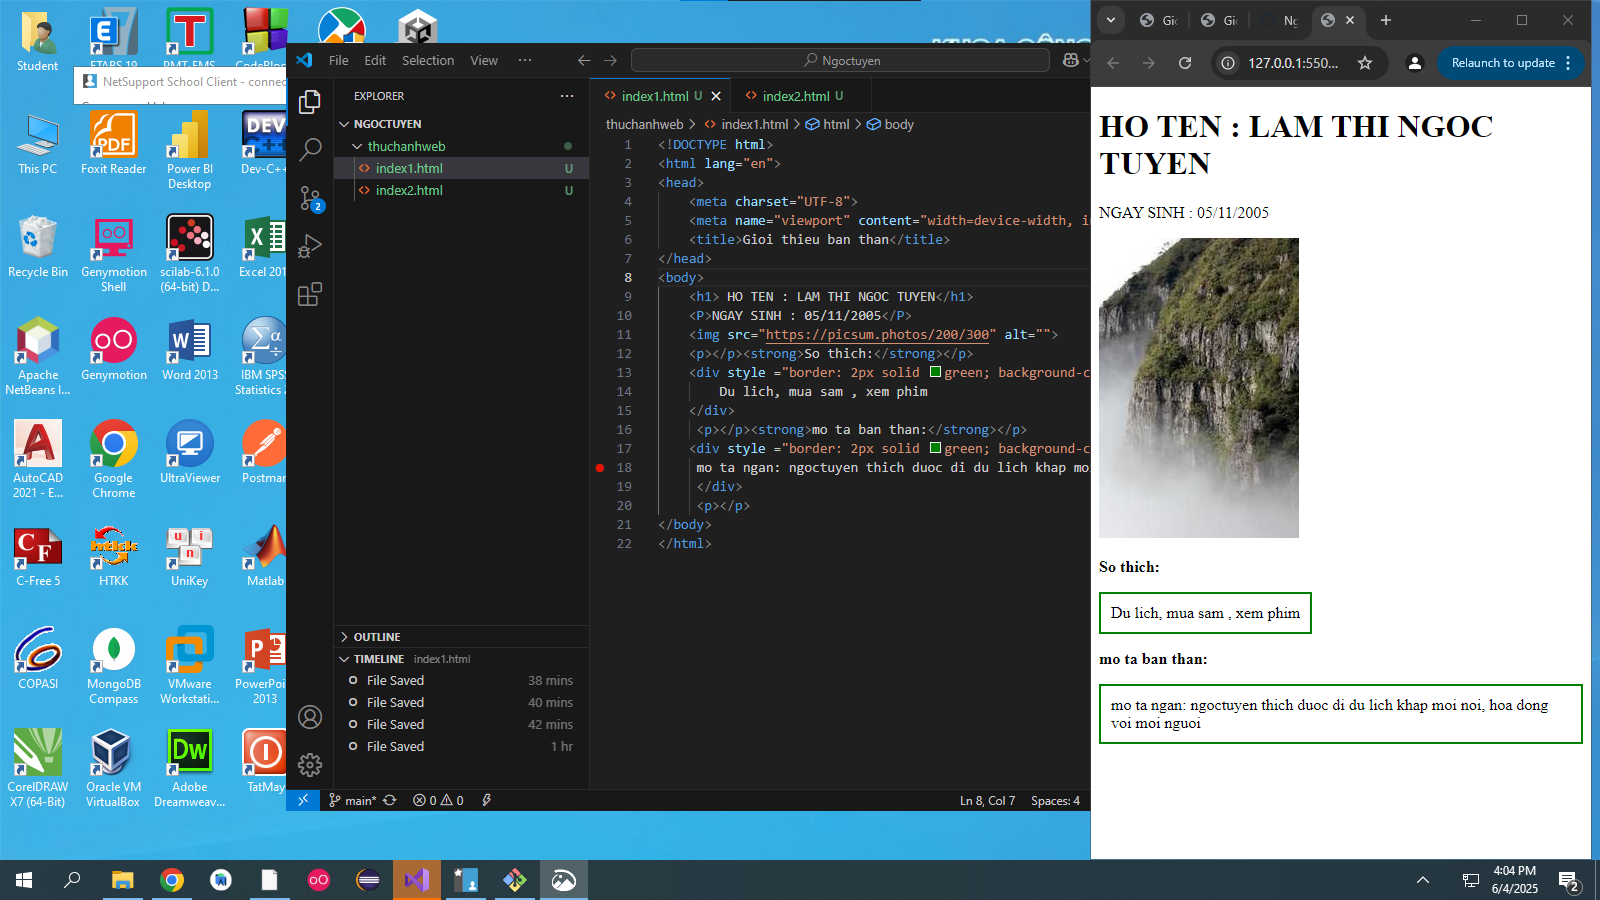 Student
ETABS 19
PMT-EMS
CodeBlocks
NetSupport School Client - connec
This PC
Foxit Reader
Power BI
Desktop
Dev-C++
Recycle Bin
Genymotion
Shell
scilab-6.1.0
(64-bit) D...
Excel 201
Apache
NetBeans I...
Genymotion
Word 2013
IBM SPS
Statistics
AutoCAD
2021 - E...
Google
Chrome
UltraViewer
Postman
C-Free 5
HTKK
UniKey
Matlab
COPASI
MongoDB
Compass
VMware
Workstati...
PowerPoi
2013
CorelDRAW
X7 (64-Bit)
Oracle VM
VirtualBox
Adobe
Dreamweav...
TatMay
File Edit Selection View ...
Ngoctuyen
EXPLORER
NGOCTUYEN
thuchanhweb
index1.html U
index2.html U
OUTLINE
TIMELINE index1.html
File Saved 38 mins
File Saved 40 mins
File Saved 42 mins
File Saved 1 hr
index1.html U
index2.html U
thuchanhweb > index1.html > html > body
1 <!DOCTYPE html>
2 <html lang="en">
3 <head>
4 <meta charset="UTF-8">
5 <meta name="viewport" content="width=device-width, i
6 <title>Gioi thieu ban than</title>
7 </head>
8 <body>
9 <h1> HO TEN : LAM THI NGOC TUYEN</h1>
10 <P>NGAY SINH : 05/11/2005</P>
11 <img src="https://picsum.photos/200/300" alt="">
12 <p></p><strong>So thich:</strong></p>
13 <div style ="border: 2px solid green; background-c
14 Du lich, mua sam , xem phim
15 </div>
16 <p></p><strong>mo ta ban than:</strong></p>
17 <div style ="border: 2px solid green; background-c
18 mo ta ngan: ngoctuyen thich duoc di du lich khap mo
19 </div>
20 <p></p>
21 </body>
22 </html>
main* 0 0
Ln 8, Col 7 Spaces: 4
Gi
Gi
Ng
127.0.0.1:550...
Relaunch to update
HO TEN : LAM THI NGOC
TUYEN
NGAY SINH : 05/11/2005
So thich:
Du lich, mua sam , xem phim
mo ta ban than:
mo ta ngan: ngoctuyen thich duoc di du lich khap moi noi, hoa dong
voi moi nguoi
4:04 PM
6/4/2025
2